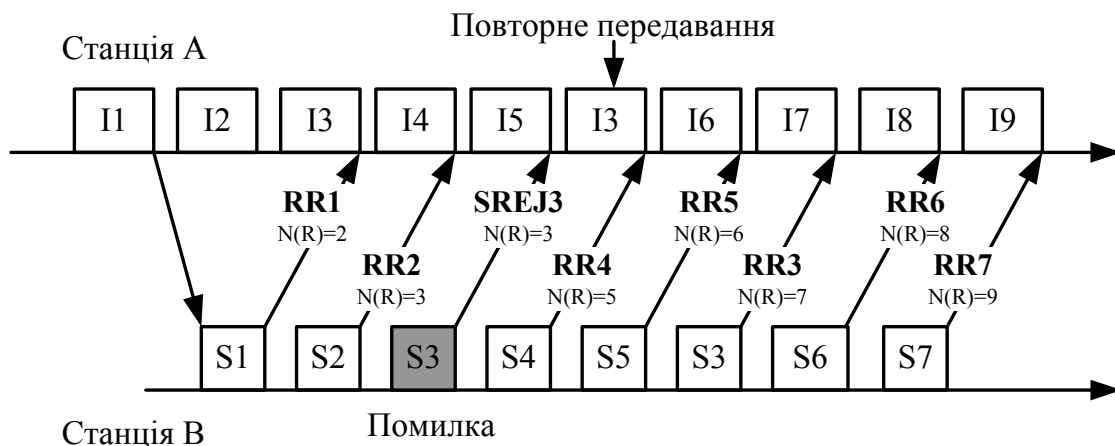 Повторне передавання
Станція А
I1 I2 I3 I4 I5 I3 I6 I7 I8 I9
RR1 SREJ3 RR5 RR6
N(R)=2 N(R)=3 N(R)=6 N(R)=8
RR2 RR4 RR3 RR7
N(R)=3 N(R)=5 N(R)=7 N(R)=9
S1 S2 S3 S4 S5 S3 S6 S7
Помилка
Станція В